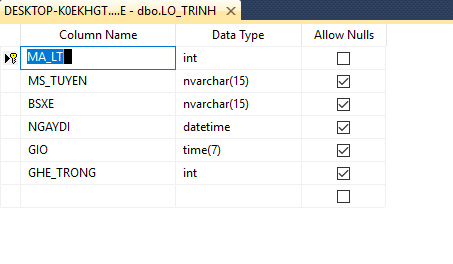 DESKTOP-K0EKHGT....E - dbo.LO_TRINH
Column Name Data Type Allow Nulls
MA_LT int
MS_TUYEN nvarchar(15)
BSXE nvarchar(15)
NGAYDI datetime
GIO time(7)
GHE_TRONG int